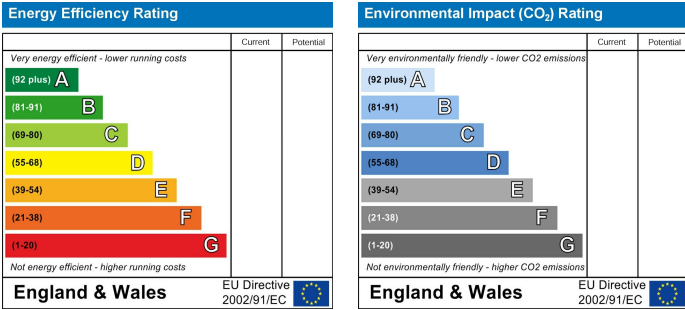 Energy Efficiency Rating
Current Potential
Very energy efficient - lower running costs
(92 plus) A
(81-91) B
(69-80) C
(55-68) D
(39-54) E
(21-38) F
(1-20) G
Not energy efficient - higher running costs
England & Wales
EU Directive
2002/91/EC
Environmental Impact (CO₂) Rating
Current Potential
Very environmentally friendly - lower CO2 emissions
(92 plus) A
(81-91) B
(69-80) C
(55-68) D
(39-54) E
(21-38) F
(1-20) G
Not environmentally friendly - higher CO2 emissions
England & Wales
EU Directive
2002/91/EC